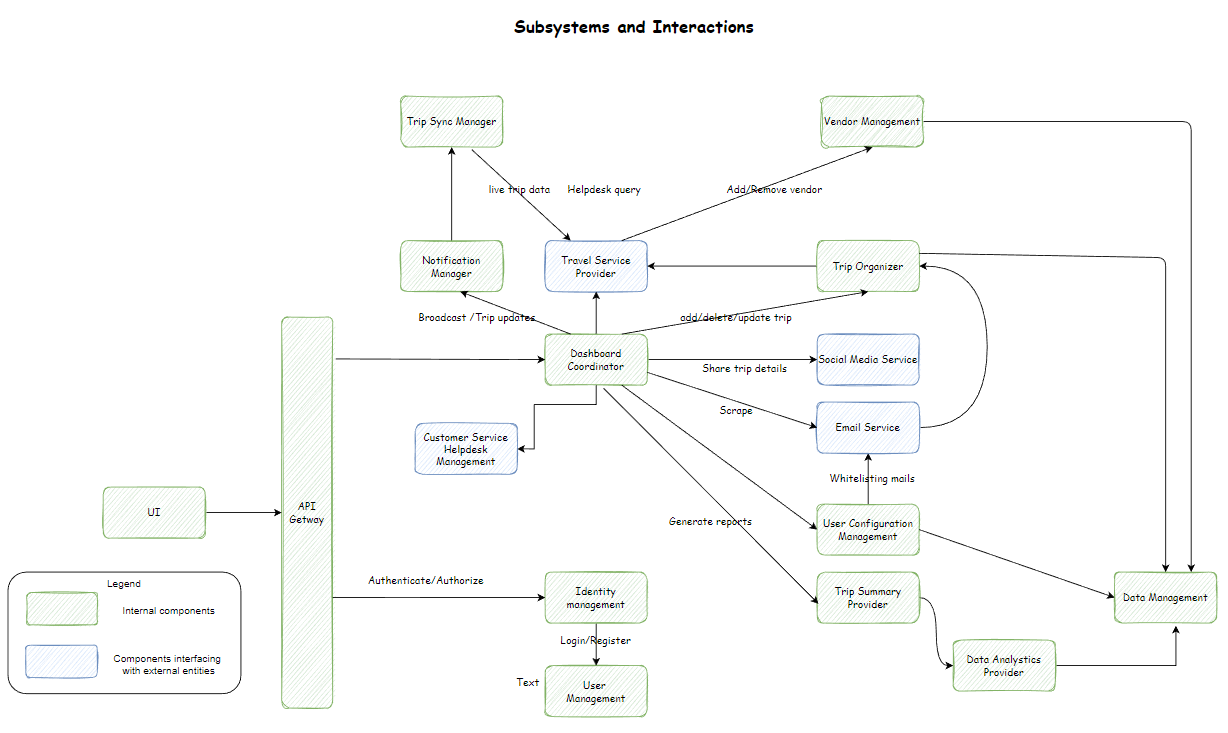 Subsystems and Interactions
Trip Sync Manager
Vendor Management
live trip data
Helpdesk query
Add/Remove vendor
Notification
Manager
Travel Service
Provider
Trip Organizer
Broadcast /Trip updates
add/delete/update trip
Dashboard
Coordinator
Social Media Service
Share trip details
Scrape
Email Service
Customer Service
Helpdesk
Management
Whitelisting mails
UI
API
Getway
Generate reports
User Configuration
Management
Authenticate/Authorize
Identity
management
Trip Summary
Provider
Data Management
Login/Register
Data Analystics
Provider
Text
User
Management
Legend
Internal components
Components interfacing
with external entities